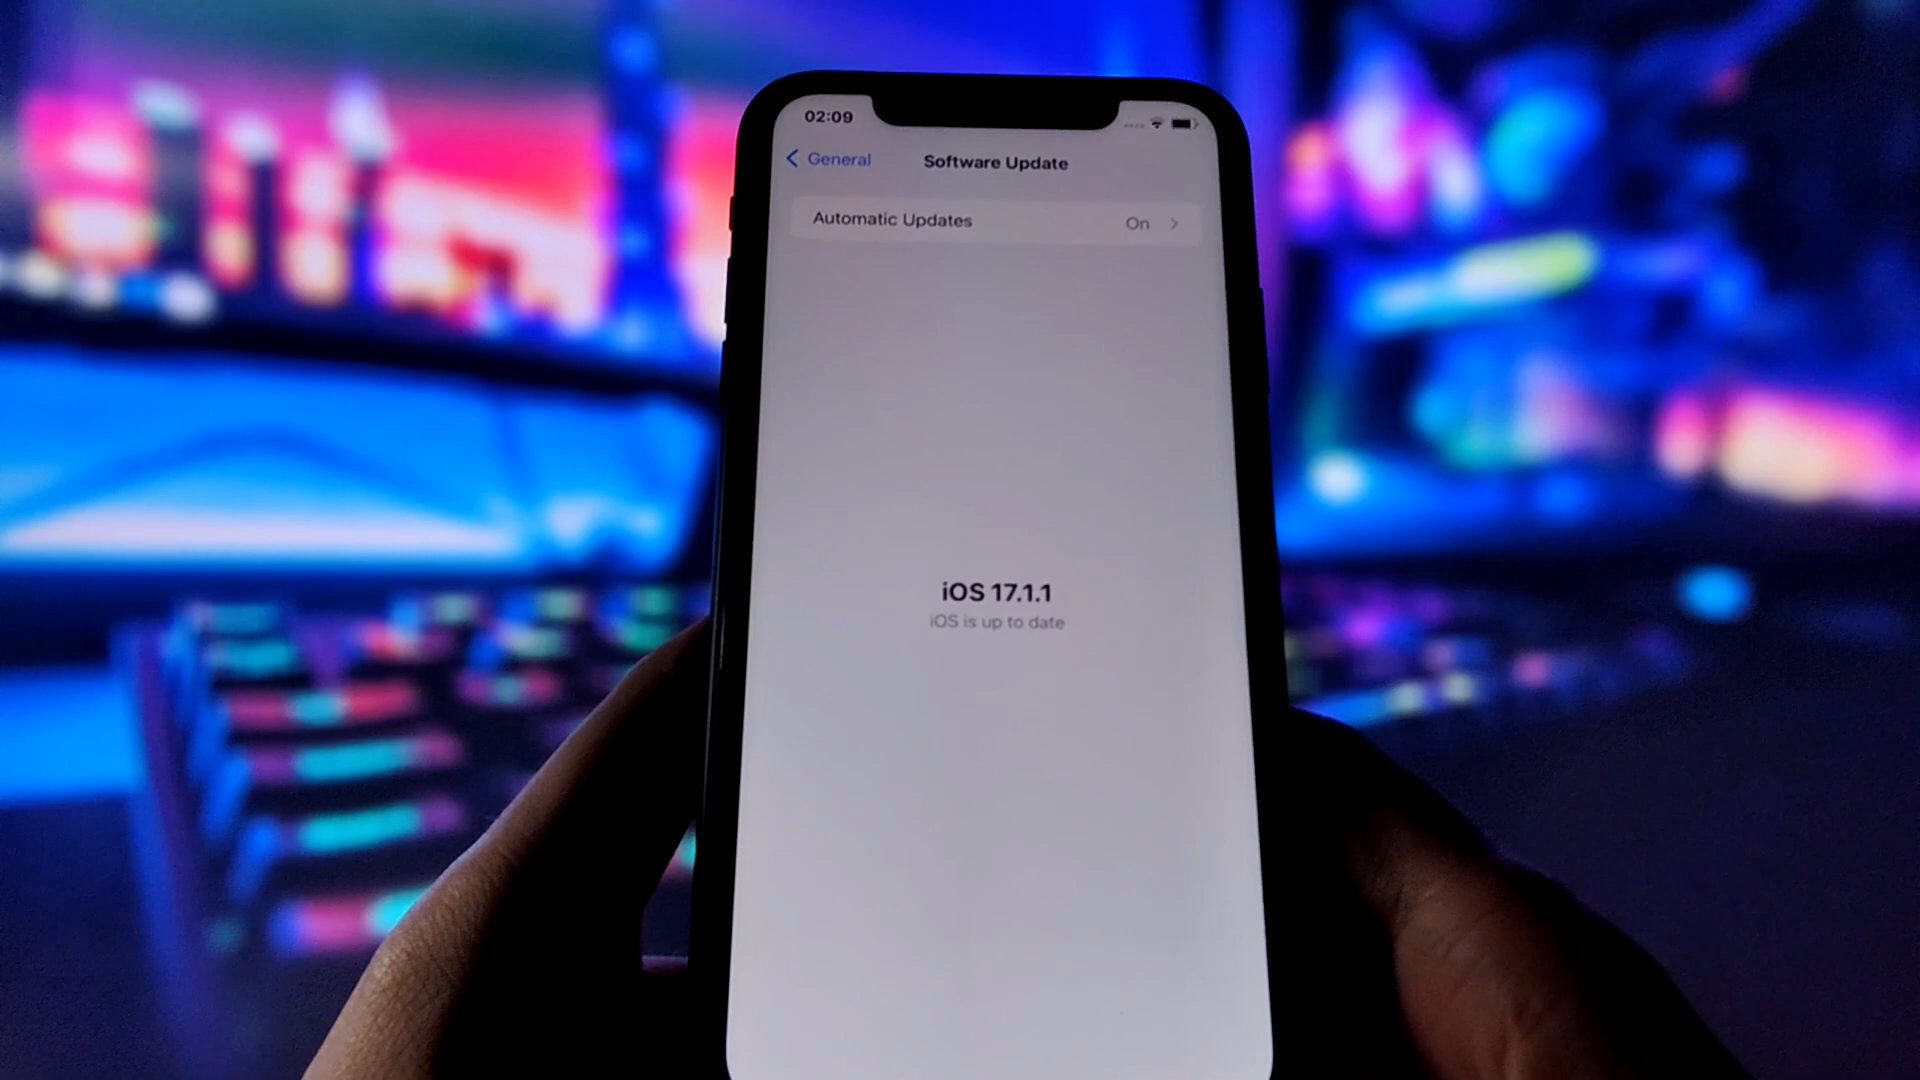 02:09
General
Software Update
Automatic Updates On
iOS 17.1.1
iOS is up to date